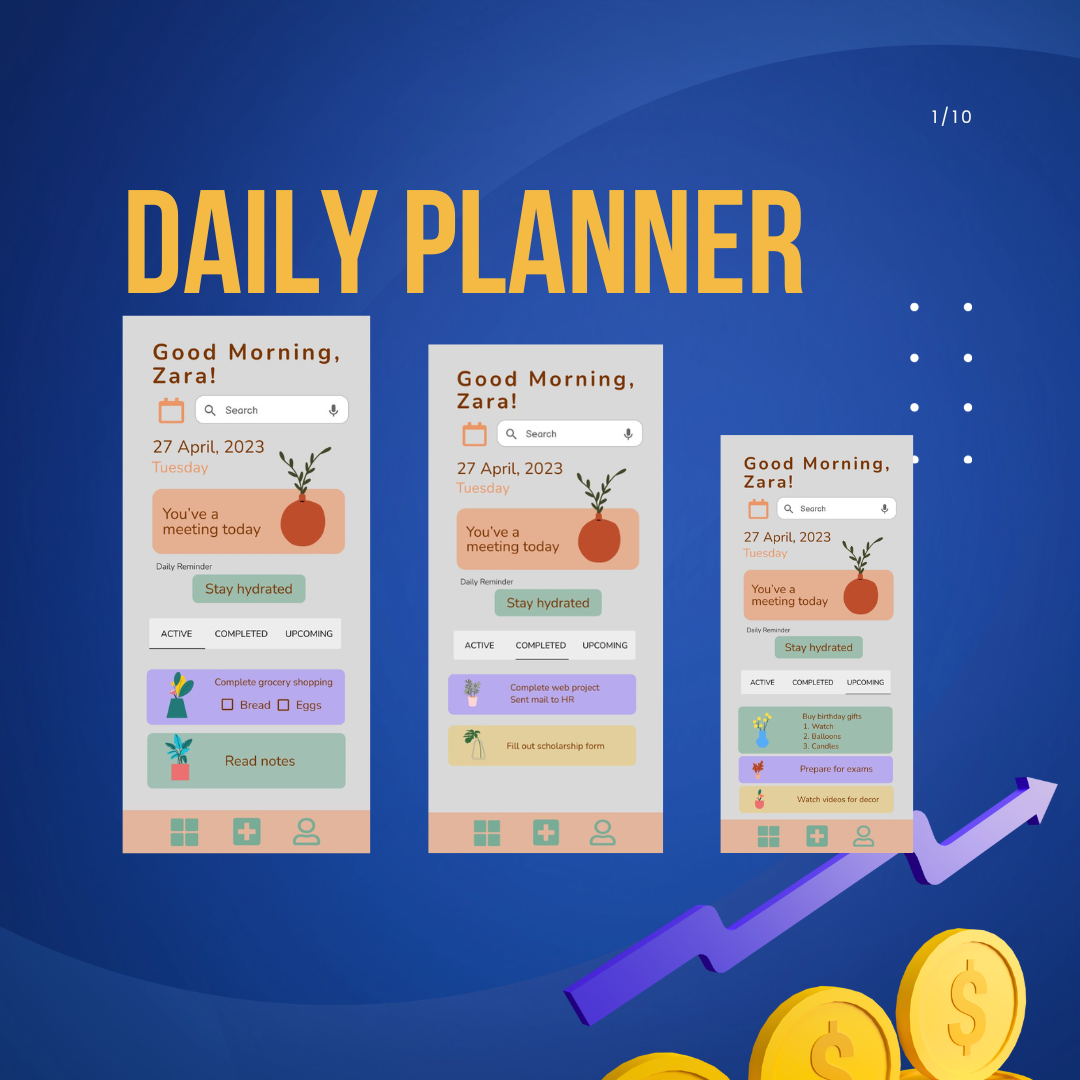 1/10
DAILY PLANNER
Good Morning,
Zara!
Search
27 April, 2023
Tuesday
You've a
meeting today
Daily Reminder
Stay hydrated
ACTIVE COMPLETED UPCOMING
Complete grocery shopping
Bread Eggs
Read notes
Good Morning,
Zara!
Search
27 April, 2023
Tuesday
You've a
meeting today
Daily Reminder
Stay hydrated
ACTIVE COMPLETED UPCOMING
Complete web project
Sent mail to HR
Fill out scholarship form
Good Morning,
Zara!
Search
27 April, 2023
Tuesday
You've a
meeting today
Daily Reminder
Stay hydrated
ACTIVE COMPLETED UPCOMING
Buy birthday gifts
1. Watch
2. Balloons
3. Candles
Prepare for exams
Watch videos for decor
$
$